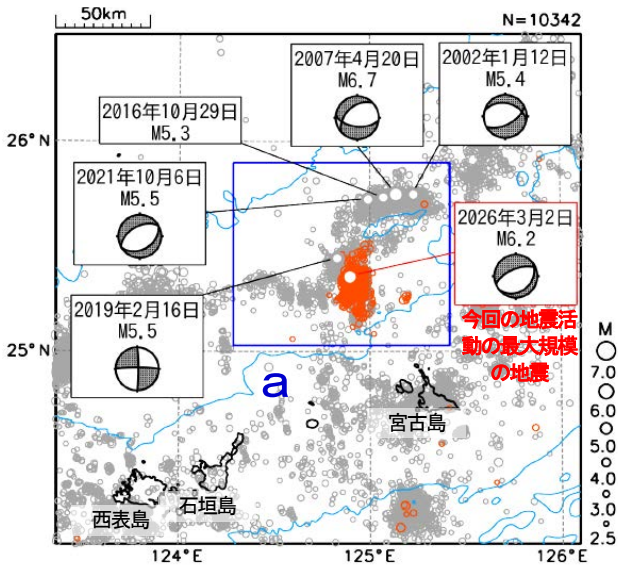 50km
N=10342
2007年4月20日
M6.7
2002年1月12日
M5.4
2016年10月29日
M5.3
26°N
2021年10月6日
M5.5
2026年3月2日
M6.2
2019年2月16日
M5.5
今回の地震活
動の最大規模
の地震
25°N
a
宮古島
石垣島
西表島
M
7.0
6.0
5.0
4.0
3.0
2.5
124°E
125°E
126°E